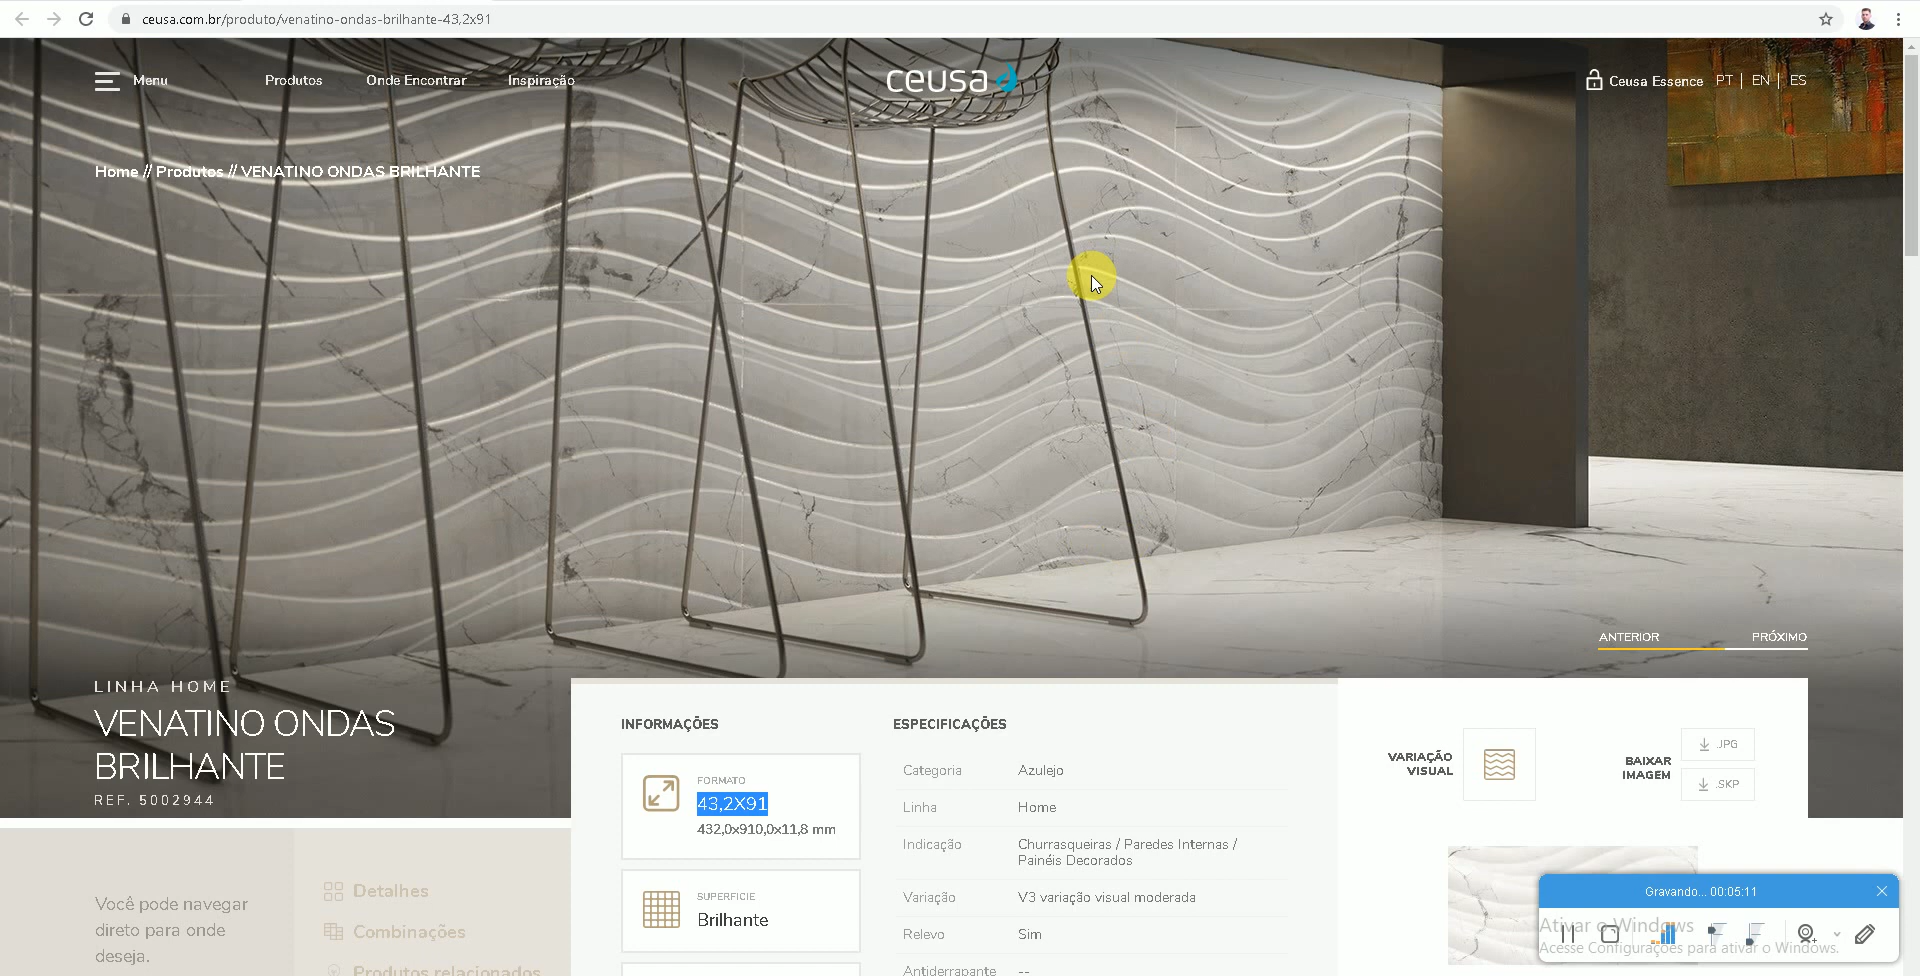 ceusa.com.br/produto/venatino-ondas-brilhante-43,2x91
Menu
Produtos
Onde Encontrar
Inspiração
ceusa
Ceusa Essence
PT | EN | ES
Home // Produtos // VENATINO ONDAS BRILHANTE
ANTERIOR
PRÓXIMO
LINHA HOME
VENATINO ONDAS
BRILHANTE
REF. 5002944
INFORMAÇÕES
FORMATO
43,2X91
432,0x910,0x11,8 mm
SUPERFICIE
Brilhante
ESPECIFICAÇÕES
Categoria Azulejo
Linha Home
Indicação Churrasqueiras / Paredes Internas /
Painéis Decorados
Variação V3 variação visual moderada
Relevo Sim
Antiderrapante --
VARIAÇÃO
VISUAL
BAIXAR
IMAGEM
.JPG
.SKP
Você pode navegar
direto para onde
deseja.
Detalhes
Combinações
Produtos relacionados
Gravando... 00:05:11
Ativar o Windows
Acesse Configurações para ativar o Windows.